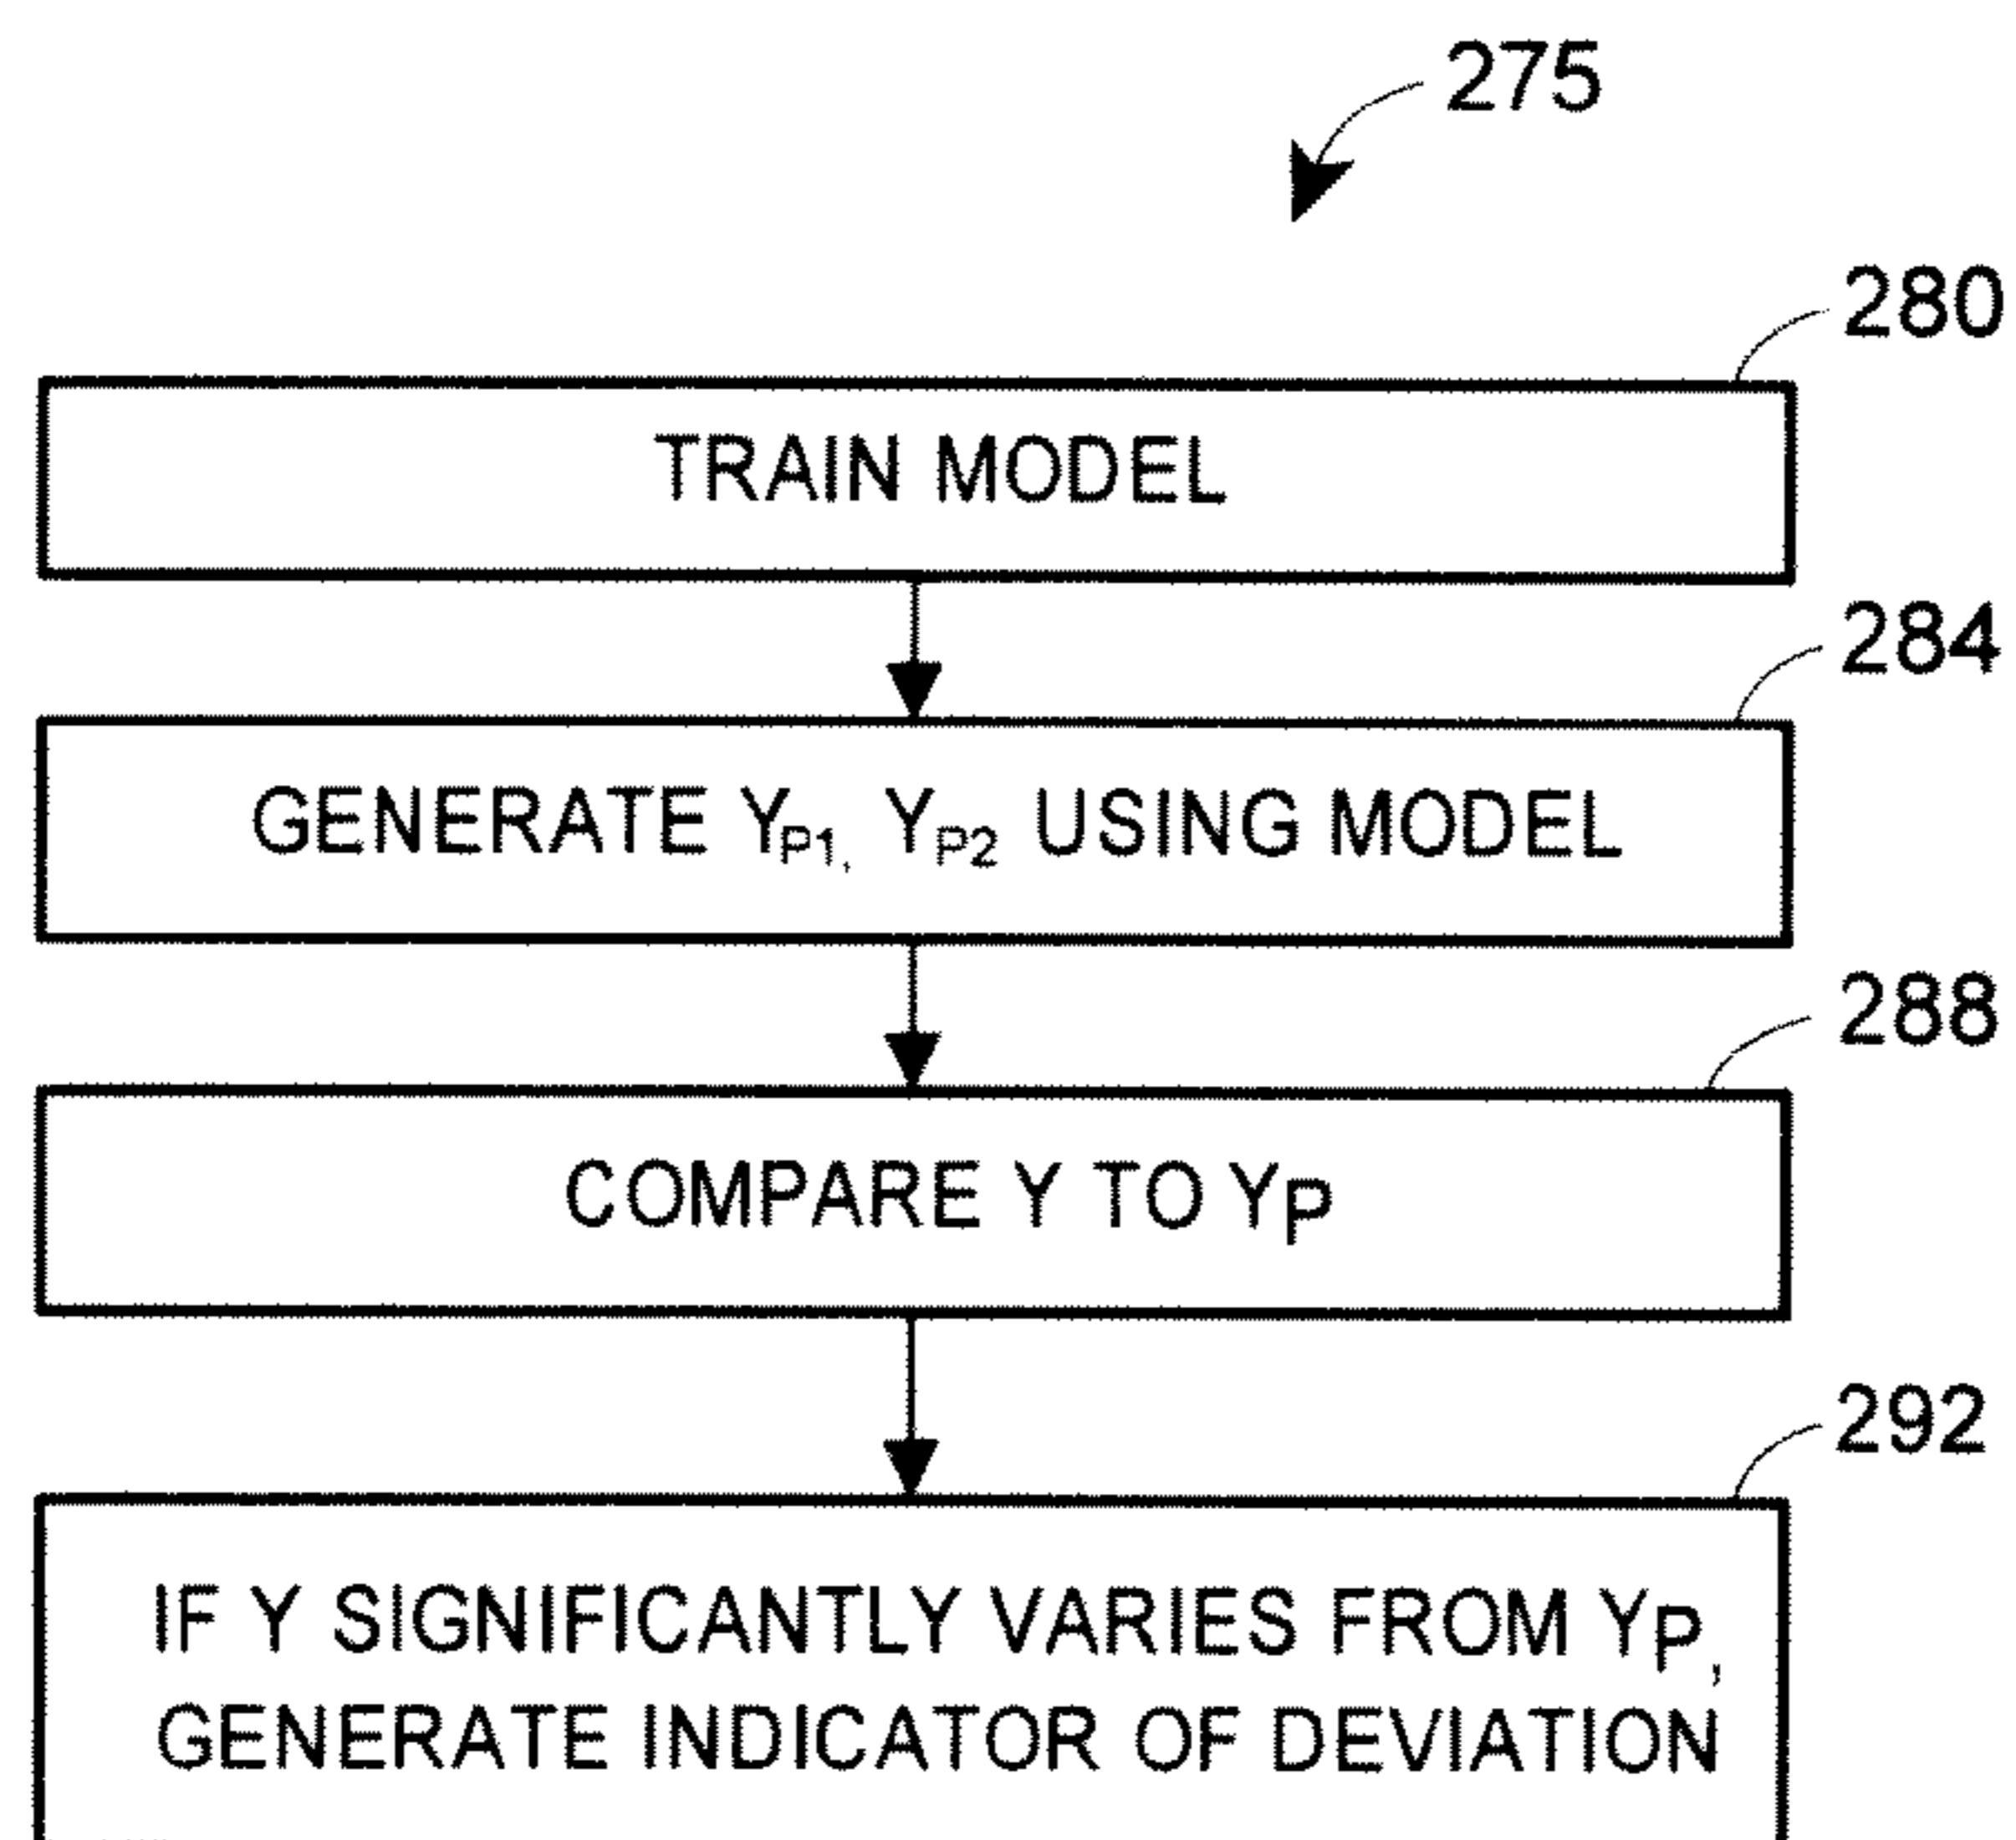 275
280
TRAIN MODEL
284
GENERATE YP1, YP2 USING MODEL
288
COMPARE Y TO YP
292
IF Y SIGNIFICANTLY VARIES FROM YP,
GENERATE INDICATOR OF DEVIATION